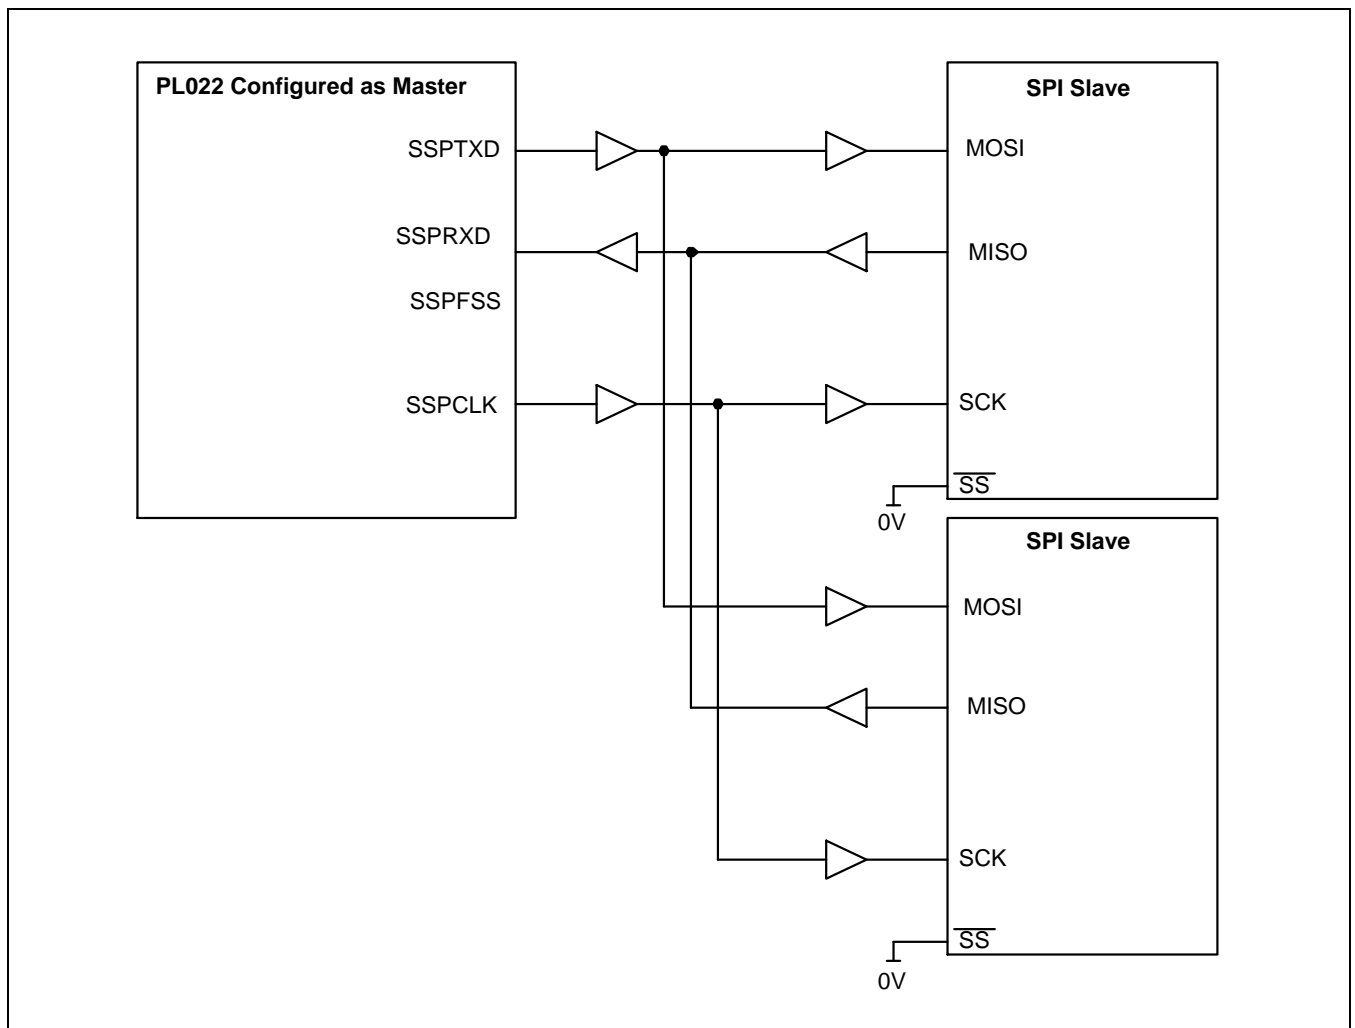 PL022 Configured as Master
SSPTXD
SSPRXD
SSPFSS
SSPCLK
SPI Slave
MOSI
MISO
SCK
SS
0V
SPI Slave
MOSI
MISO
SCK
SS
0V